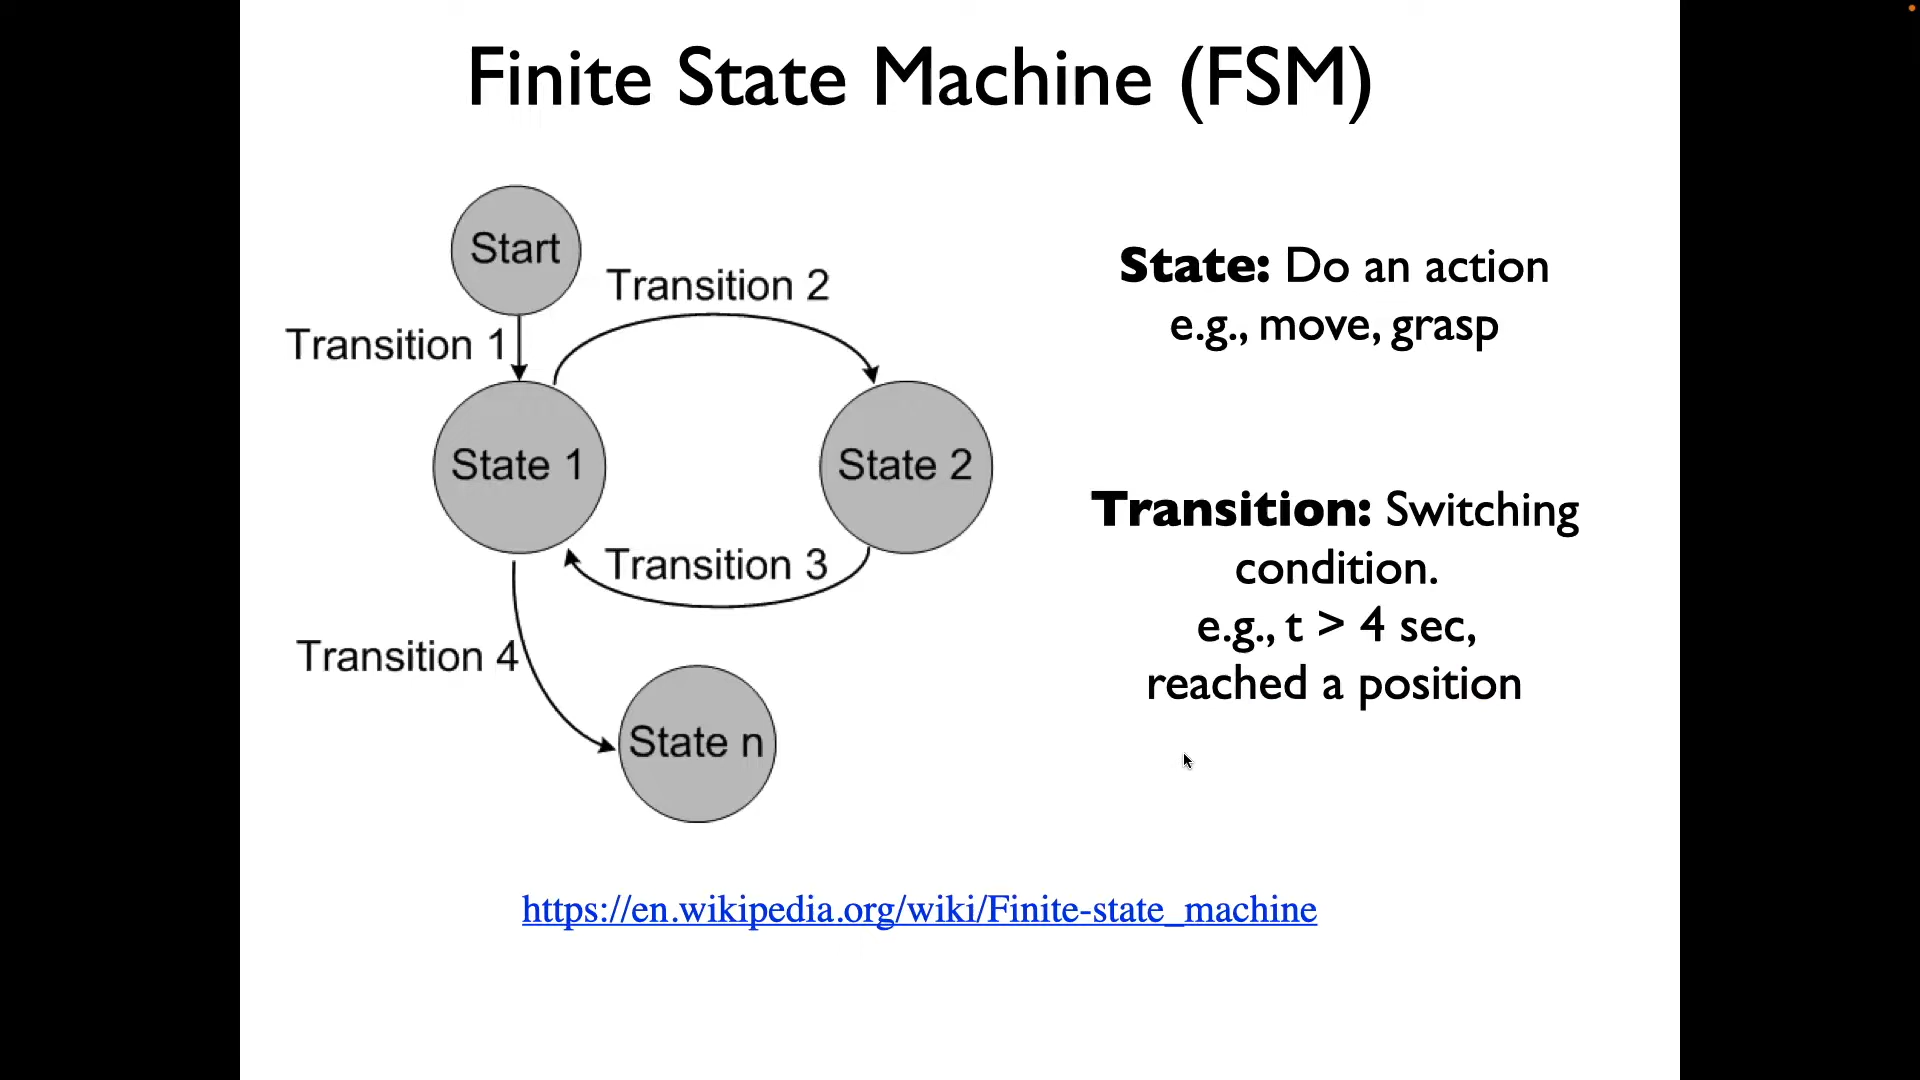 Finite State Machine (FSM)
Start
Transition 2
Transition 1
State 1
State 2
Transition 3
Transition 4
State n
State: Do an action
e.g., move, grasp
Transition: Switching
condition.
e.g., t > 4 sec,
reached a position
https://en.wikipedia.org/wiki/Finite-state_machine